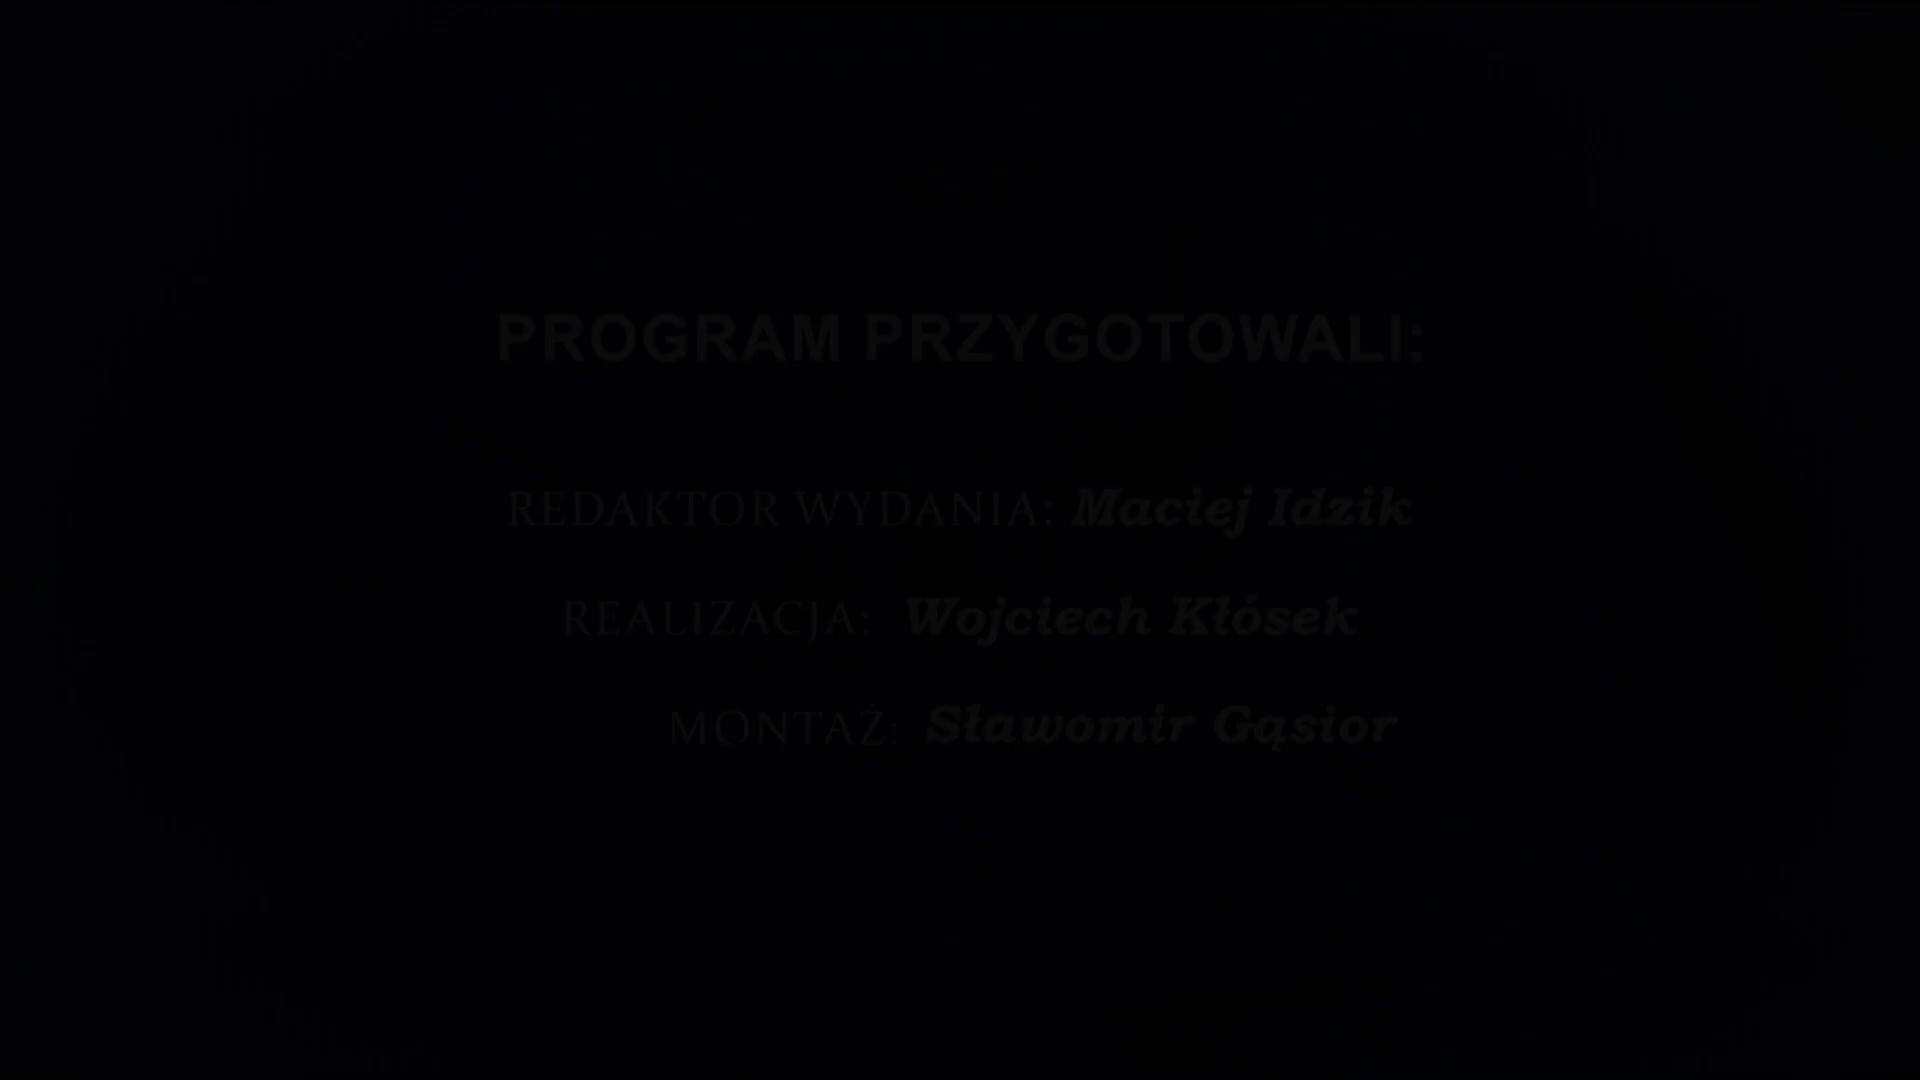 PROGRAM PRZYGOTOWALI:
REDAKTOR WYDANIA: Maciej Idzik
REALIZACJA: Wojciech Kłósek
MONTAŻ: Sławomir Gąsior